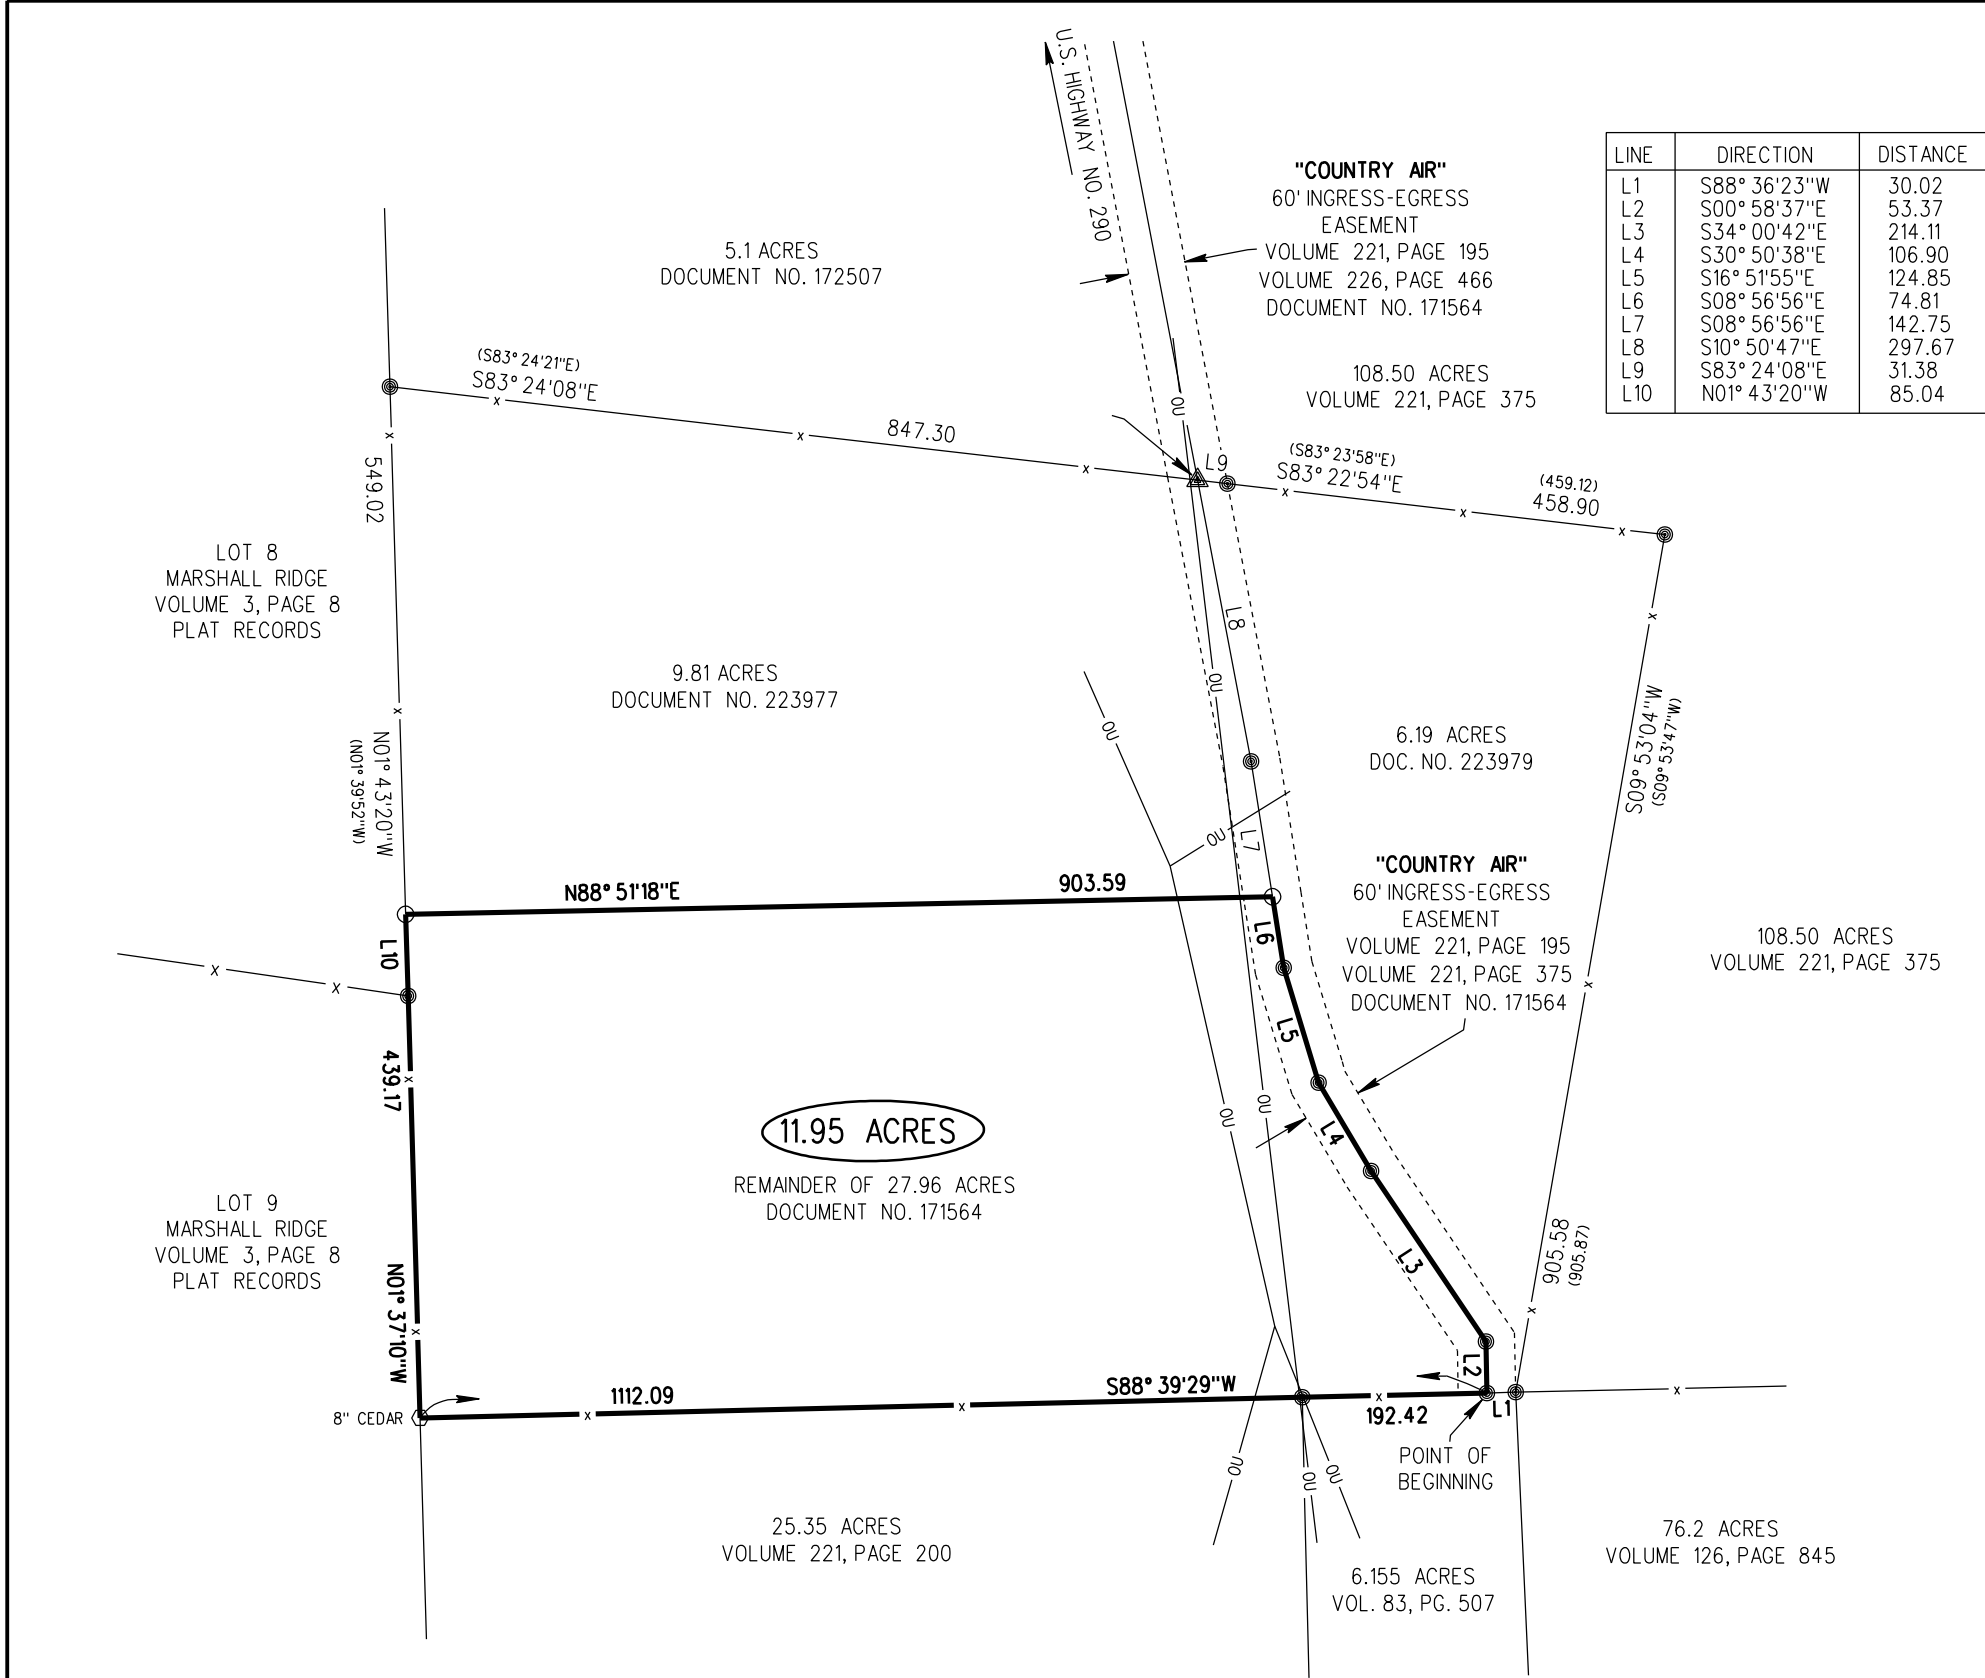 U.S. HIGHWAY NO. 290
"COUNTRY AIR"
60' INGRESS-EGRESS
EASEMENT
VOLUME 221, PAGE 195
VOLUME 226, PAGE 466
DOCUMENT NO. 171564
LINE DIRECTION DISTANCE
L1 S88° 36'23"W 30.02
L2 S00° 58'37"E 53.37
L3 S34° 00'42"E 214.11
L4 S30° 50'38"E 106.90
L5 S16° 51'55"E 124.85
L6 S08° 56'56"E 74.81
L7 S08° 56'56"E 142.75
L8 S10° 50'47"E 297.67
L9 S83° 24'08"E 31.38
L10 N01° 43'20"W 85.04
5.1 ACRES
DOCUMENT NO. 172507
108.50 ACRES
VOLUME 221, PAGE 375
(S83° 24'21"E)
S83° 24'08"E
847.30
OU
L9
(S83° 23'58"E)
S83° 22'54"E
(459.12)
458.90
549.02
LOT 8
MARSHALL RIDGE
VOLUME 3, PAGE 8
PLAT RECORDS
N01° 43'20"W
(N01° 39'52"W)
9.81 ACRES
DOCUMENT NO. 223977
L8
OU
OU
OU
L7
6.19 ACRES
DOC. NO. 223979
S09° 53'04"W
(S09° 53'47"W)
"COUNTRY AIR"
60' INGRESS-EGRESS
EASEMENT
VOLUME 221, PAGE 195
VOLUME 221, PAGE 375
DOCUMENT NO. 171564
108.50 ACRES
VOLUME 221, PAGE 375
N88° 51'18"E
903.59
L10
L6
L5
439.17
OU
OU
L4
11.95 ACRES
REMAINDER OF 27.96 ACRES
DOCUMENT NO. 171564
LOT 9
MARSHALL RIDGE
VOLUME 3, PAGE 8
PLAT RECORDS
N01° 37'10"W
L3
905.58
(905.87)
L2
8" CEDAR
1112.09
S88° 39'29"W
192.42
L1
POINT OF
BEGINNING
OU
OU
OU
25.35 ACRES
VOLUME 221, PAGE 200
6.155 ACRES
VOL. 83, PG. 507
76.2 ACRES
VOLUME 126, PAGE 845